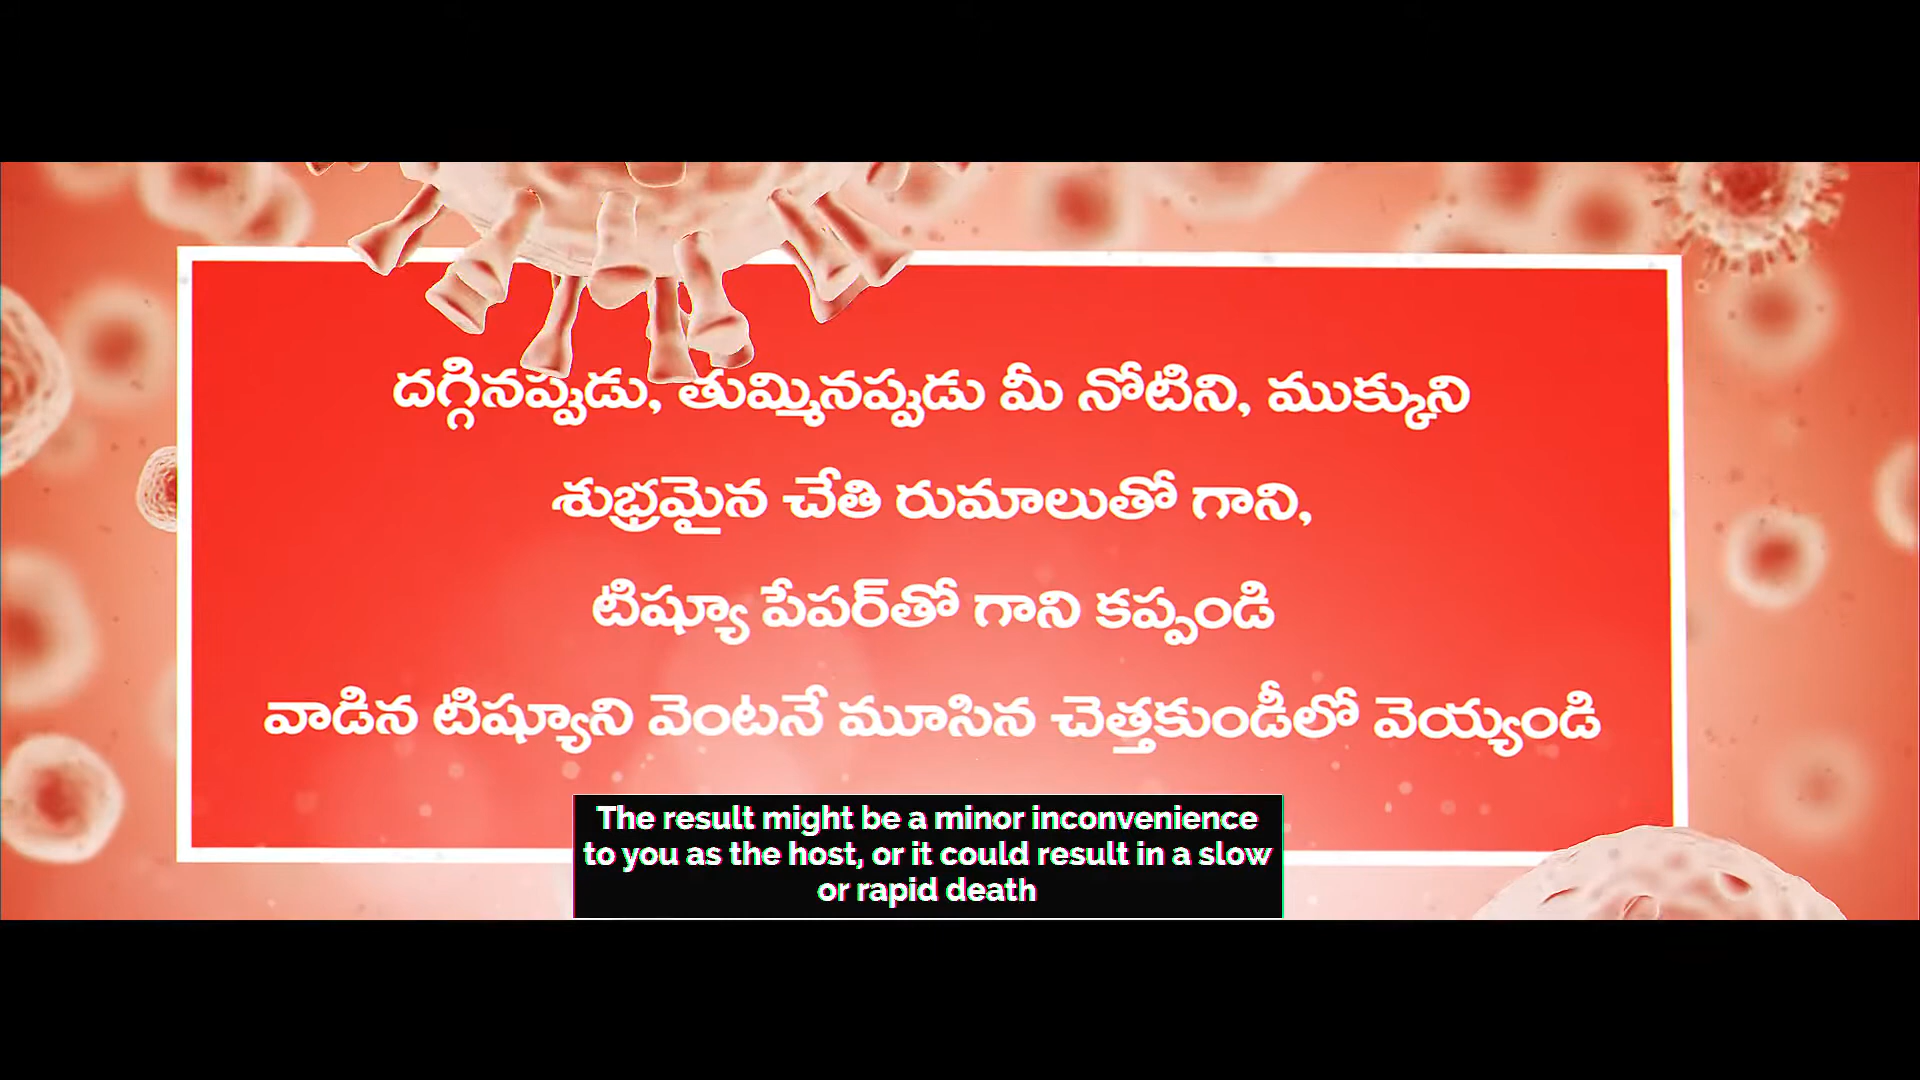 దగ్గినప్పుడు, తుమ్మినప్పుడు మీ నోటిని, ముక్కుని
శుభ్రమైన చేతి రుమాలుతో గాని,
టిష్యూ పేపర్‌తో గాని కప్పండి
వాడిన టిష్యూని వెంటనే మూసిన చెత్తకుండీలో వెయ్యండి
The result might be a minor inconvenience
to you as the host, or it could result in a slow
or rapid death